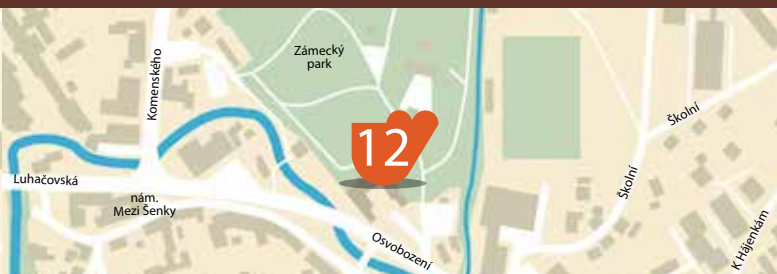 Komenského
Zámecký
park
12
Školní
Luhačovská
nám.
Mezi Šenky
Školní
Osvobození
K Hájenkám